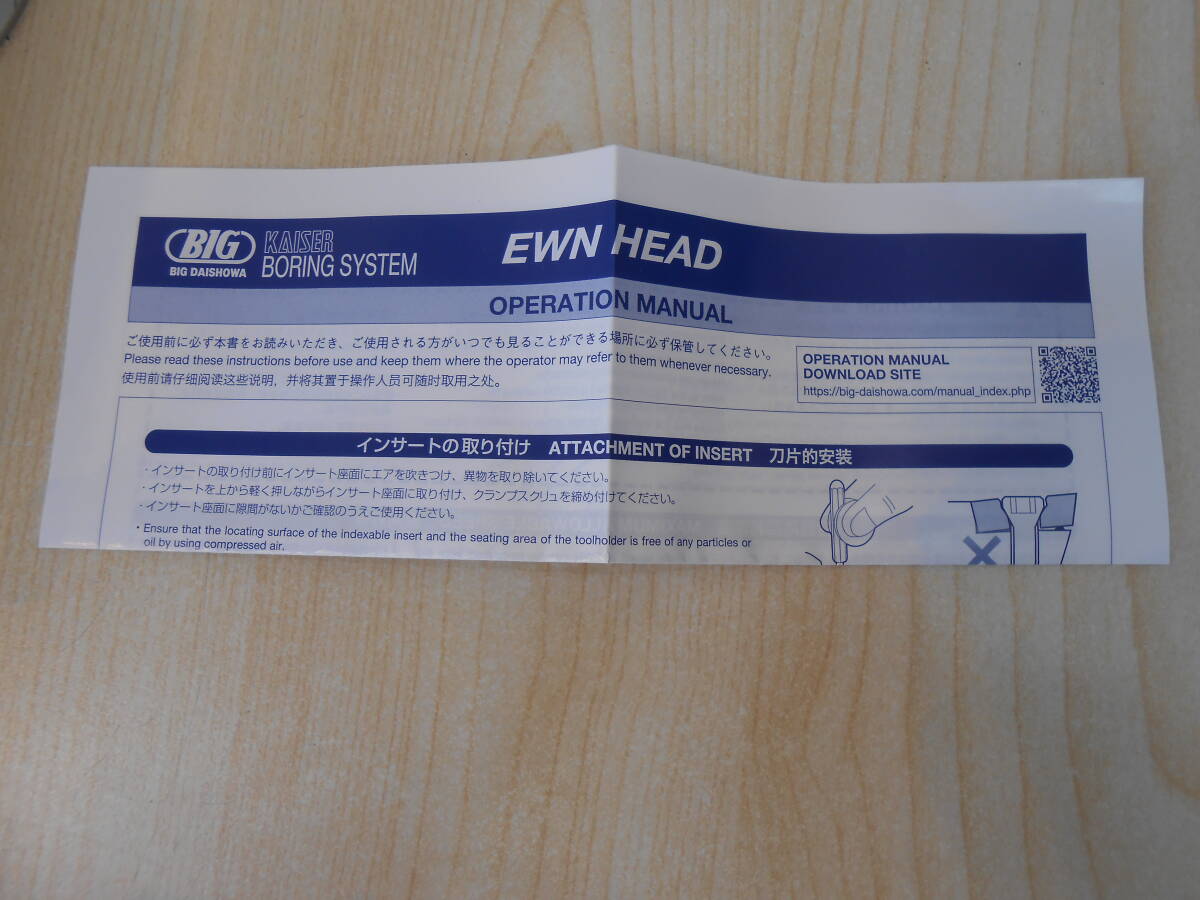 BIG
BIG DAISHOWA
KAISER
BORING SYSTEM
EWN HEAD
OPERATION MANUAL
ご使用前に必ず本書をお読みいただき、ご使用される方がいつでも見ることができる場所に必ず保管してください。
Please read these instructions before use and keep them where the operator may refer to them whenever necessary.
使用前请仔细阅读这些说明，并将其置于操作人员可随时取用之处。
OPERATION MANUAL
DOWNLOAD SITE
https://big-daishowa.com/manual_index.php
インサートの取り付け ATTACHMENT OF INSERT 刀片的安装
・インサートの取り付け前にインサート座面にエアを吹きつけ、異物を取り除いてください。
・インサートを上から軽く押しながらインサート座面に取り付け、クランプスクリュを締め付けてください。
・インサート座面に隙間がないかご確認のうえご使用ください。
・Ensure that the locating surface of the indexable insert and the seating area of the toolholder is free of any particles or
oil by using compressed air.